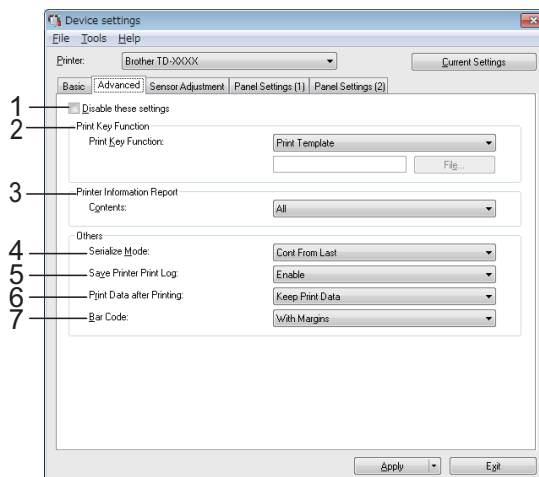 Device settings
File Tools Help
Printer: Brother TD-XXXX Current Settings
Basic Advanced Sensor Adjustment Panel Settings (1) Panel Settings (2)
1 Disable these settings
2 Print Key Function
Print Key Function: Print Template
File...
3 Printer Information Report
Contents: All
Others
4 Serialize Mode: Cont From Last
5 Save Printer Print Log: Enable
6 Print Data after Printing: Keep Print Data
7 Bar Code: With Margins
Apply Exit